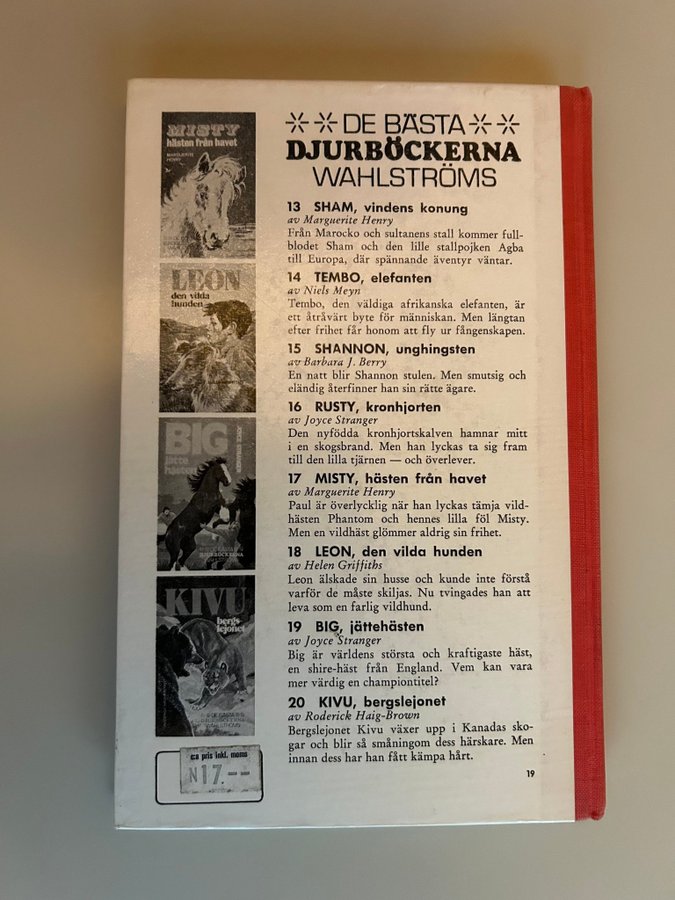 MISTY
hästen från havet
MARGUERITE
HENRY
LEON
den vilda
hunden
BIG
jätte
hästen
JOYCE STRANGER
DJURBÖCKERNA
KIVU
bergs-
lejonet
** DE BÄSTA **
DJURBÖCKERNA
WAHLSTRÖMS
13 SHAM, vindens konung
av Marguerite Henry
Från Marocko och sultanens stall kommer full-
blodet Sham och den lille stallpojken Agba
till Europa, där spännande äventyr väntar.
14 TEMBO, elefanten
av Niels Meyn
Tembo, den väldiga afrikanska elefanten, är
ett åtråvärt byte för människan. Men längtan
efter frihet får honom att fly ur fångenskapen.
15 SHANNON, unghingsten
av Barbara J. Berry
En natt blir Shannon stulen. Men smutsig och
eländig återfinner han sin rätte ägare.
16 RUSTY, kronhjorten
av Joyce Stranger
Den nyfödda kronhjortskalven hamnar mitt
i en skogsbrand. Men han lyckas ta sig fram
till den lilla tjärnen — och överlever.
17 MISTY, hästen från havet
av Marguerite Henry
Paul är överlycklig när han lyckas tämja vild-
hästen Phantom och hennes lilla föl Misty.
Men en vildhäst glömmer aldrig sin frihet.
18 LEON, den vilda hunden
av Helen Griffiths
Leon älskade sin husse och kunde inte förstå
varför de måste skiljas. Nu tvingades han att
leva som en farlig vildhund.
19 BIG, jättehästen
av Joyce Stranger
Big är världens största och kraftigaste häst,
en shire-häst från England. Vem kan vara
mer värdig en championtitel?
20 KIVU, bergslejonet
av Roderick Haig-Brown
Bergslejonet Kivu växer upp i Kanadas sko-
gar och blir så småningom dess härskare. Men
innan dess har han fått kämpa hårt.
19
c:a pris inkl. moms
N17.--